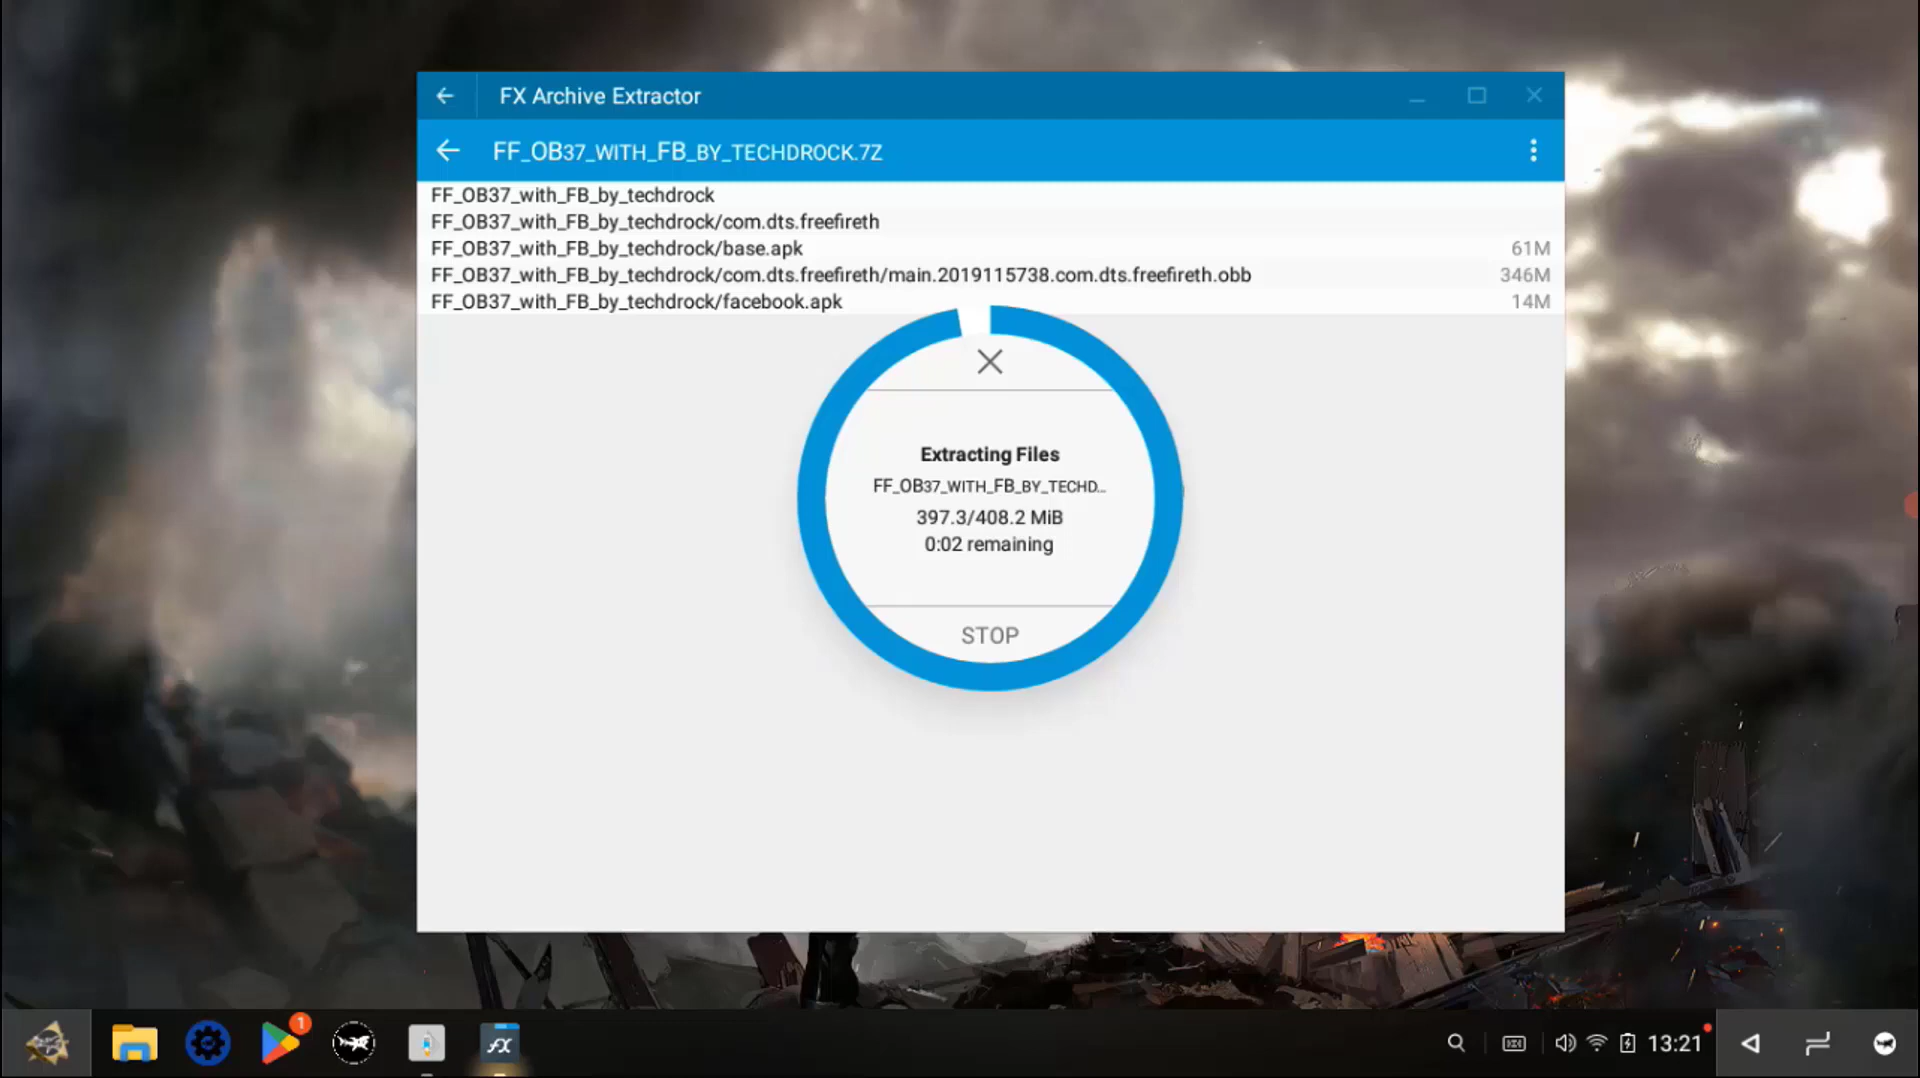 FX Archive Extractor
FF_OB37_WITH_FB_BY_TECHDROCK.7Z
FF_OB37_with_FB_by_techdrock
FF_OB37_with_FB_by_techdrock/com.dts.freefireth
FF_OB37_with_FB_by_techdrock/base.apk 61M
FF_OB37_with_FB_by_techdrock/com.dts.freefireth/main.2019115738.com.dts.freefireth.obb 346M
FF_OB37_with_FB_by_techdrock/facebook.apk 14M
Extracting Files
FF_OB37_WITH_FB_BY_TECHD...
397.3/408.2 MiB
0:02 remaining
STOP
1
FX
13:21